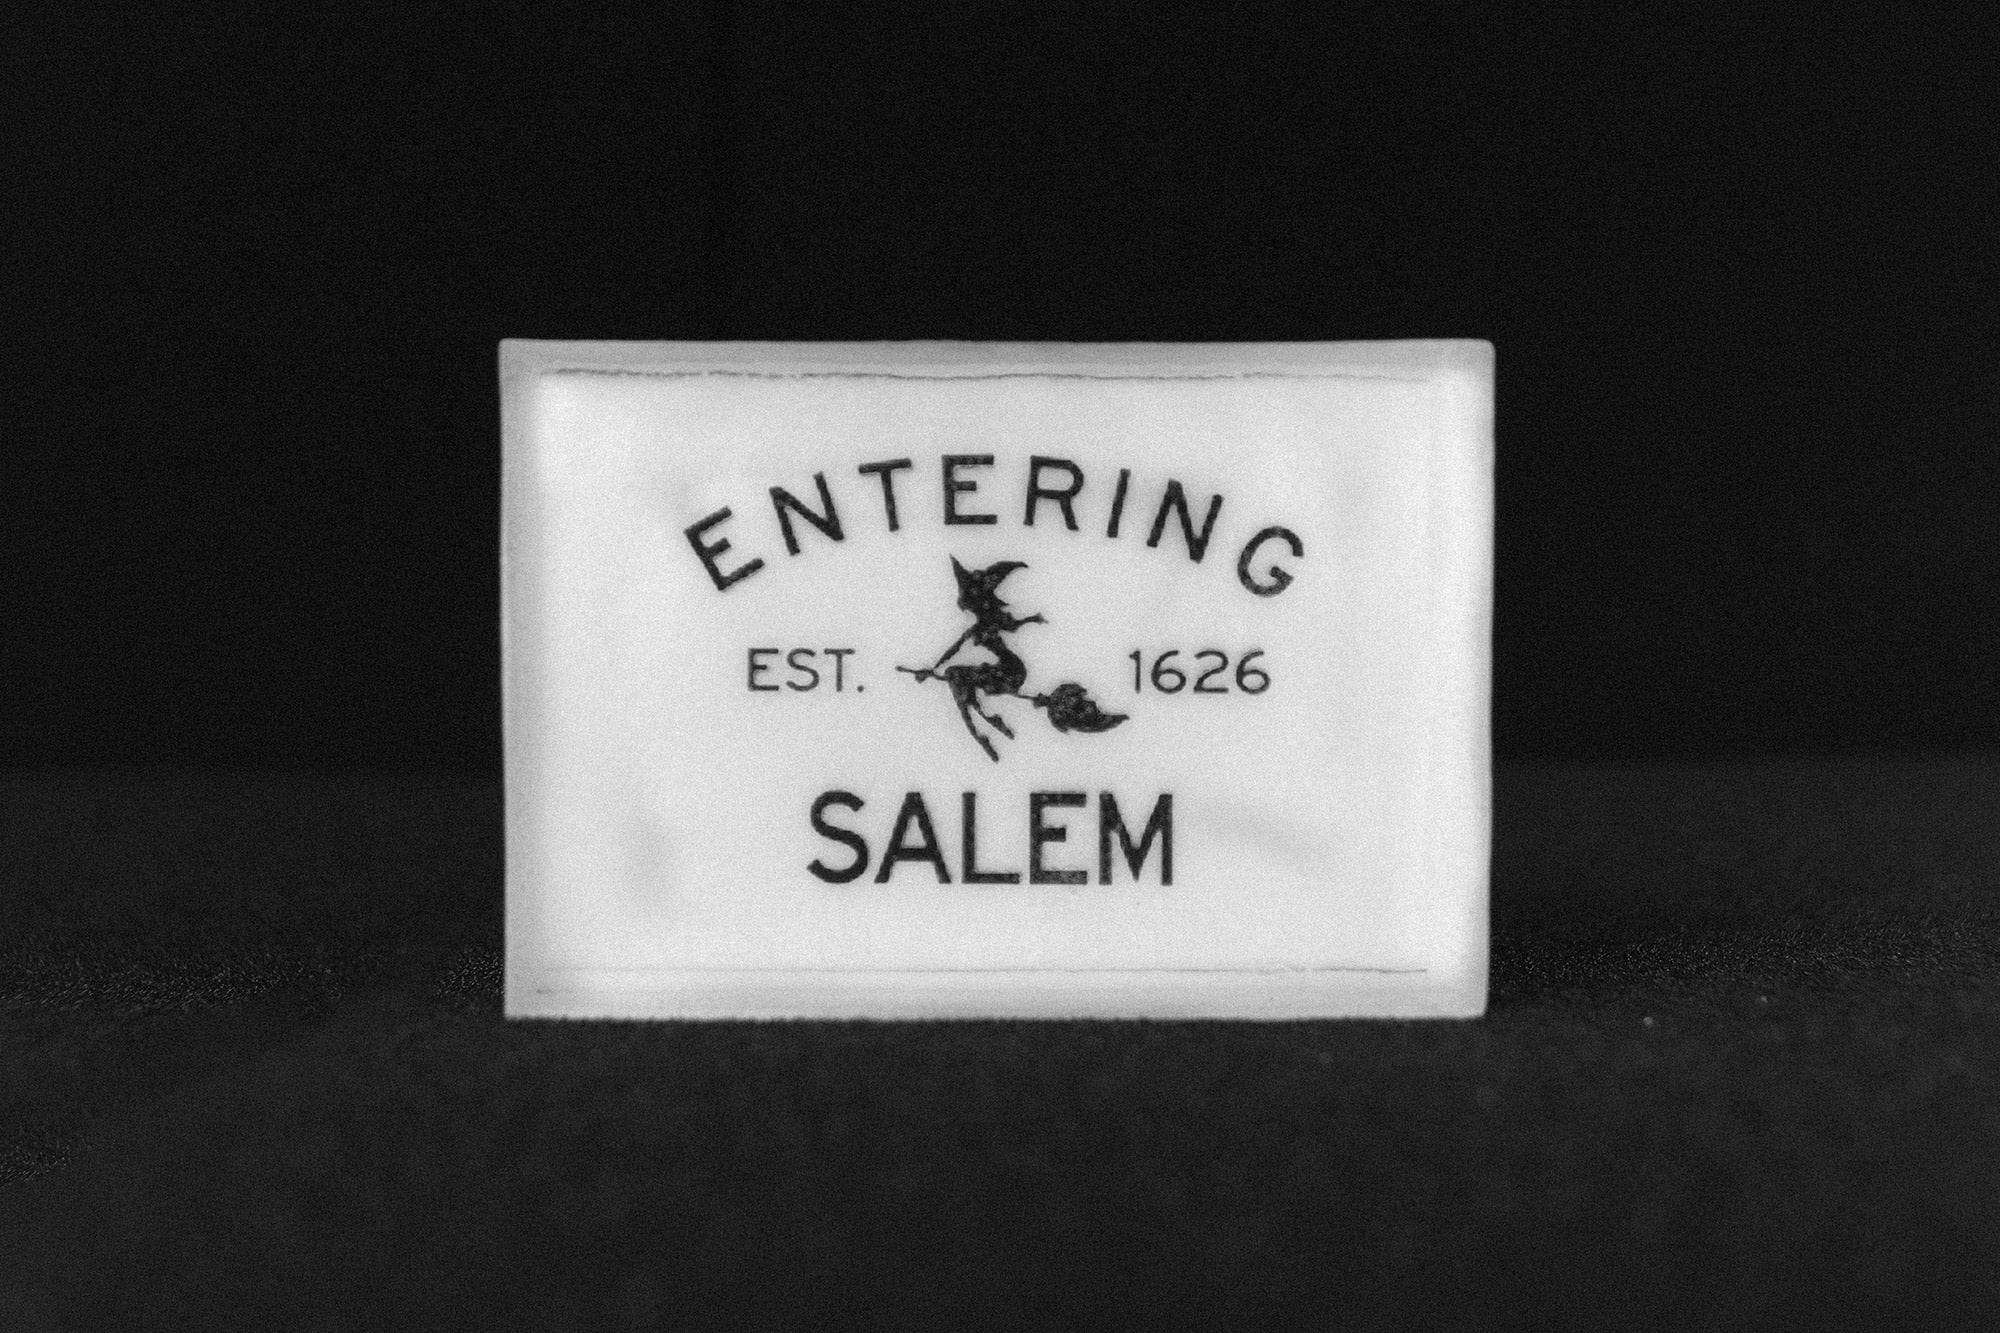 ENTERING
EST. 1626
SALEM